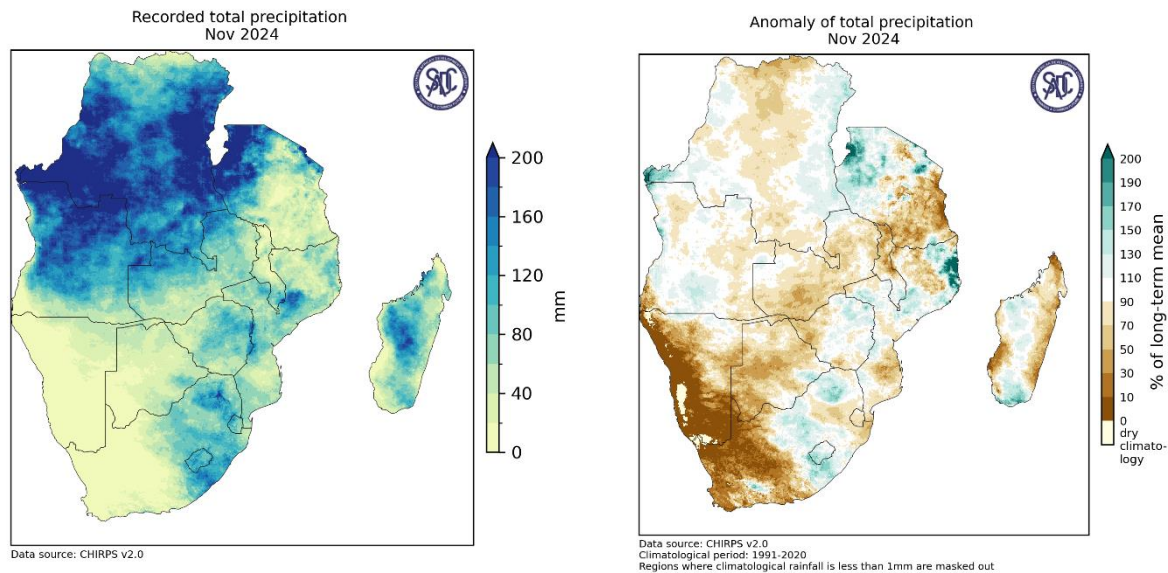 Recorded total precipitation
Nov 2024
SADC
200
160
120
80
40
0
mm
Data source: CHIRPS v2.0
Anomaly of total precipitation
Nov 2024
SADC
200
190
170
150
130
110
90
70
50
30
10
0
dry
climato-
logy
% of long-term mean
Data source: CHIRPS v2.0
Climatological period: 1991-2020
Regions where climatological rainfall is less than 1mm are masked out